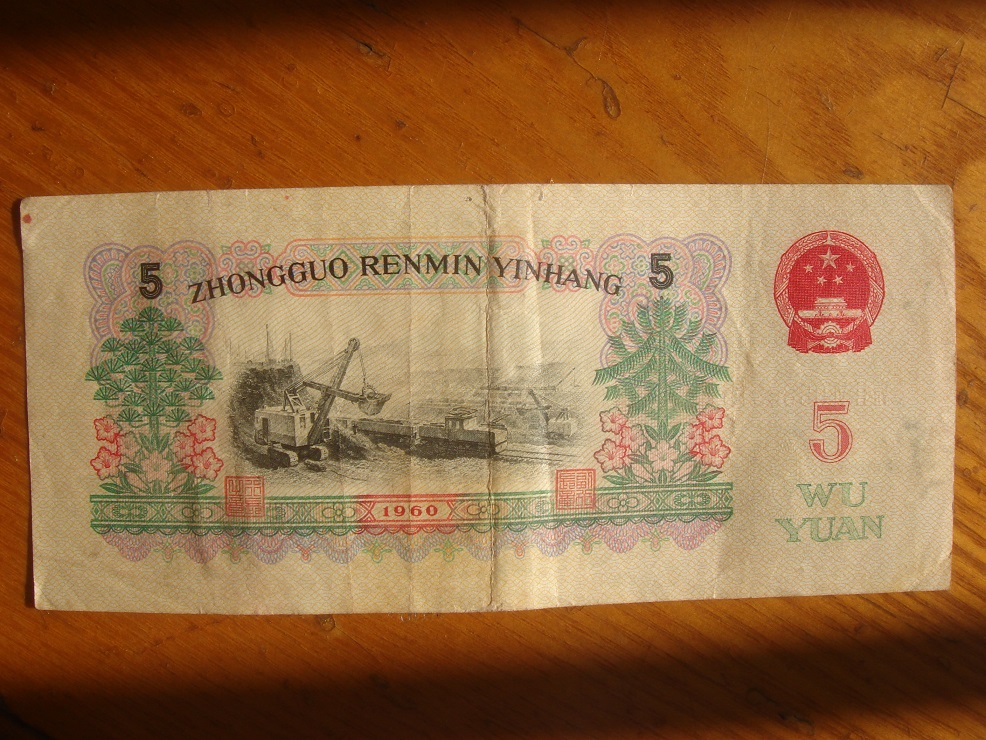 5 ZHONGGUO RENMIN YINHANG 5
1960
5
WU
YUAN